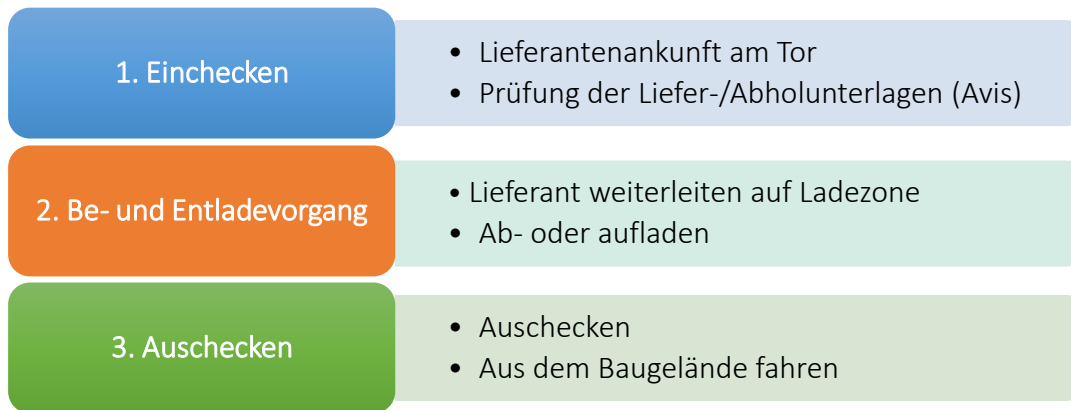 1. Einchecken
• Lieferantenankunft am Tor
• Prüfung der Liefer-/Abholunterlagen (Avis)
2. Be- und Entladevorgang
• Lieferant weiterleiten auf Ladezone
• Ab- oder aufladen
3. Auschecken
• Auschecken
• Aus dem Baugelände fahren